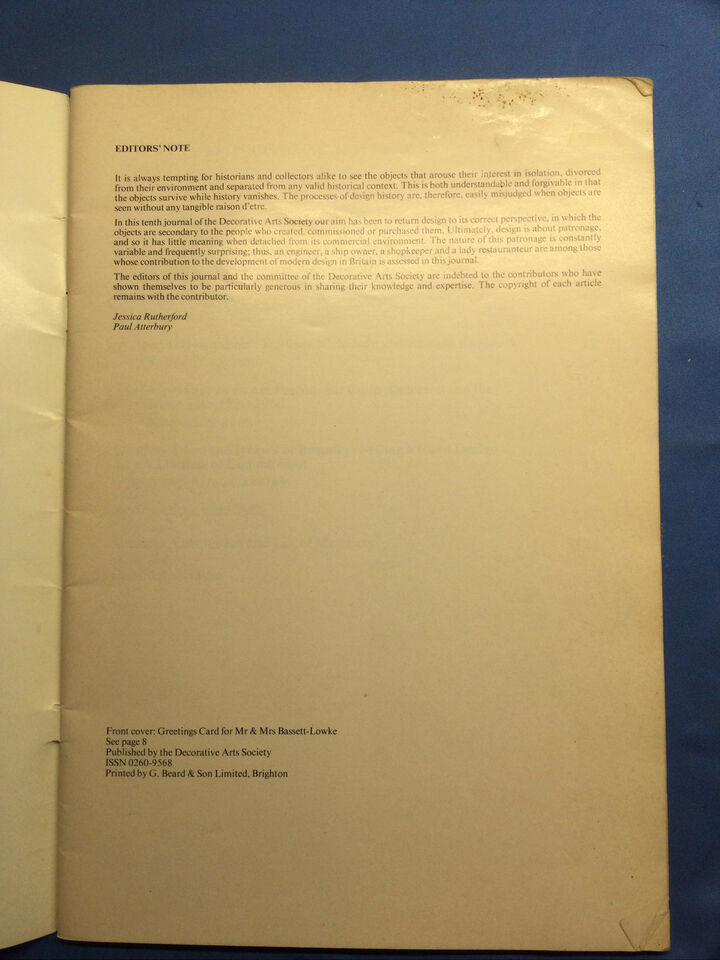 EDITORS' NOTE
It is always tempting for historians and collectors alike to see the objects that arouse their interest in isolation, divorced
from their environment and separated from any valid historical context. This is both understandable and forgivable in that
the objects survive while history vanishes. The processes of design history are, therefore, easily misjudged when objects are
seen without any tangible raison d'etre.
In this tenth journal of the Decorative Arts Society our aim has been to return design to its correct perspective, in which the
objects are secondary to the people who created, commissioned or purchased them. Ultimately, design is about patronage,
and so it has little meaning when detached from its commercial environment. The nature of this patronage is constantly
variable and frequently surprising; thus, an engineer, a ship owner, a shopkeeper and a lady restauranteur are among those
whose contribution to the development of modern design in Britain is assessed in this journal.
The editors of this journal and the committee of the Decorative Arts Society are indebted to the contributors who have
shown themselves to be particularly generous in sharing their knowledge and expertise. The copyright of each article
remains with the contributor.
Jessica Rutherford
Paul Atterbury
Front cover: Greetings Card for Mr & Mrs Bassett-Lowke
See page 8
Published by the Decorative Arts Society
ISSN 0260-9568
Printed by G. Beard & Son Limited, Brighton